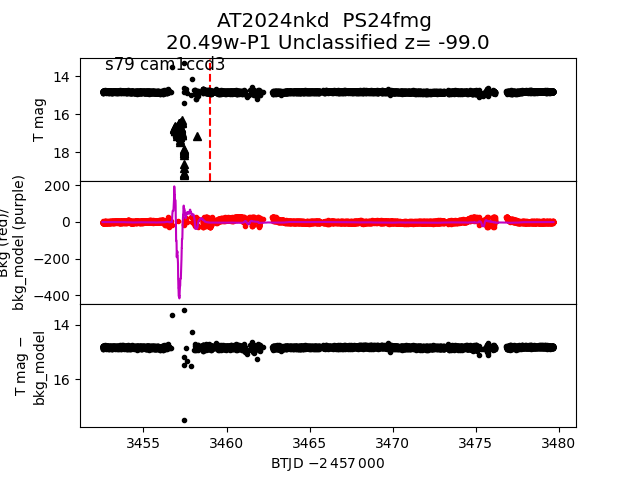 AT2024nkd  PS24fmg
20.49w-P1 Unclassified z= -99.0
s79 cam1ccd3
14
16
18
T mag
200
0
−200
−400
Bkg (red)/
bkg_model (purple)
14
16
T mag −
bkg_model
3455 3460 3465 3470 3475 3480
BTJD −2 457 000